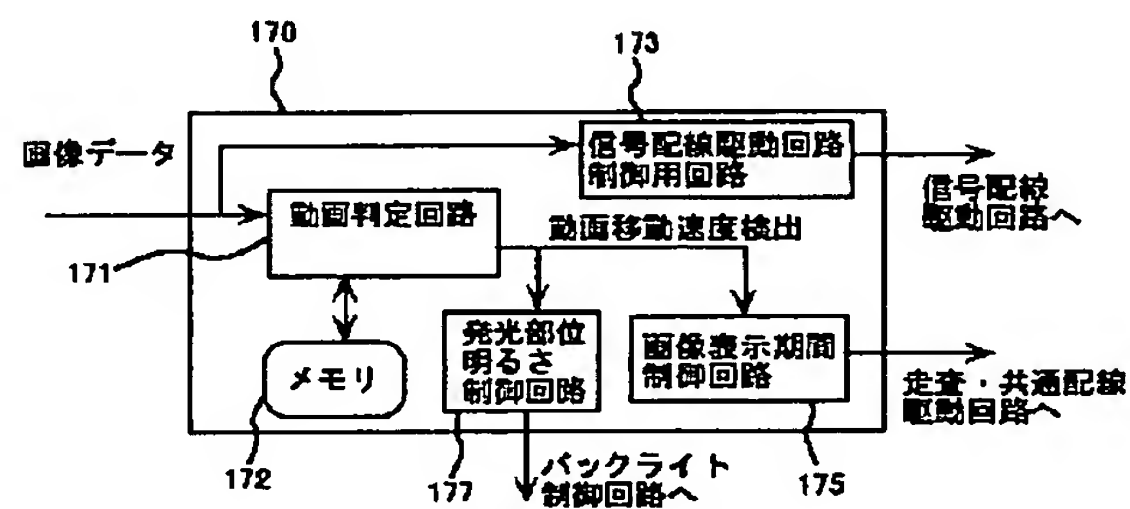 170
173
画像データ
信号配線駆動回路
制御用回路
信号配線
駆動回路へ
動画判定回路
動画移動速度検出
171
発光部位
明るさ
制御回路
画像表示期間
制御回路
メモリ
走査・共通配線
駆動回路へ
172
177
バックライト
制御回路へ
175